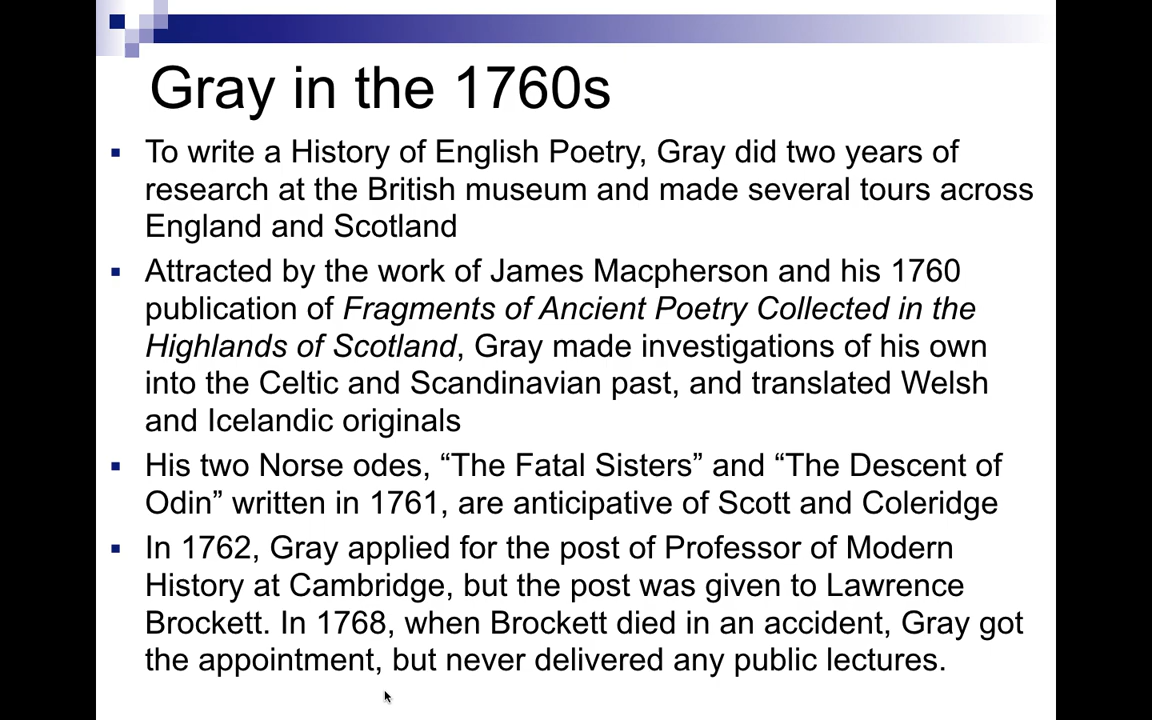 Gray in the 1760s
▪ To write a History of English Poetry, Gray did two years of
research at the British museum and made several tours across
England and Scotland
▪ Attracted by the work of James Macpherson and his 1760
publication of Fragments of Ancient Poetry Collected in the
Highlands of Scotland, Gray made investigations of his own
into the Celtic and Scandinavian past, and translated Welsh
and Icelandic originals
▪ His two Norse odes, “The Fatal Sisters” and “The Descent of
Odin” written in 1761, are anticipative of Scott and Coleridge
▪ In 1762, Gray applied for the post of Professor of Modern
History at Cambridge, but the post was given to Lawrence
Brockett. In 1768, when Brockett died in an accident, Gray got
the appointment, but never delivered any public lectures.